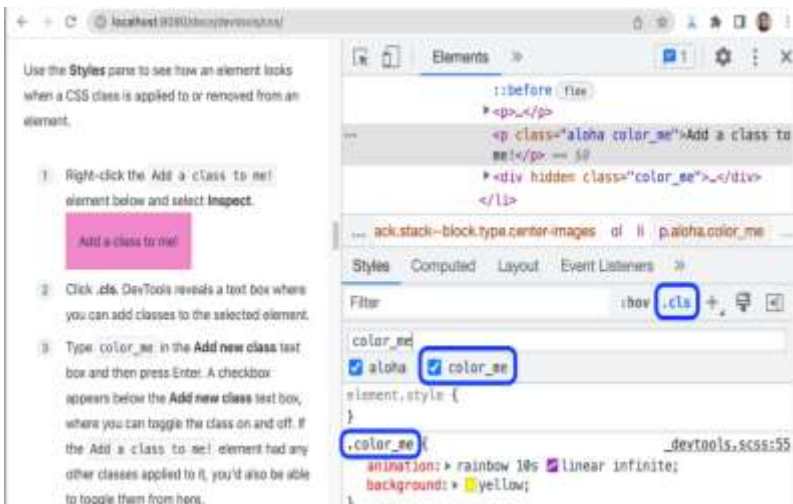 localhost:8080/docs/devtools/css/
Use the Styles pane to see how an element looks
when a CSS class is applied to or removed from an
element.
1 Right-click the Add a class to me!
element below and select Inspect.
Add a class to me!
2 Click .cls. DevTools reveals a text box where
you can add classes to the selected element.
3 Type color_me in the Add new class text
box and then press Enter. A checkbox
appears below the Add new class text box,
where you can toggle the class on and off. If
the Add a class to me! element had any
other classes applied to it, you'd also be able
to toggle them from here.
Elements » 1
::before flex
<p>…</p>
… <p class="aloha color_me">Add a class to
me!</p> == $0
<div hidden class="color_me">…</div>
</li>
… ack.stack--block.type.center-images ol li p.aloha.color_me …
Styles Computed Layout Event Listeners »
Filter :hov .cls +
color_me
aloha color_me
element.style {
}
.color_me { _devtools.scss:55
animation: rainbow 10s linear infinite;
background: yellow;
}